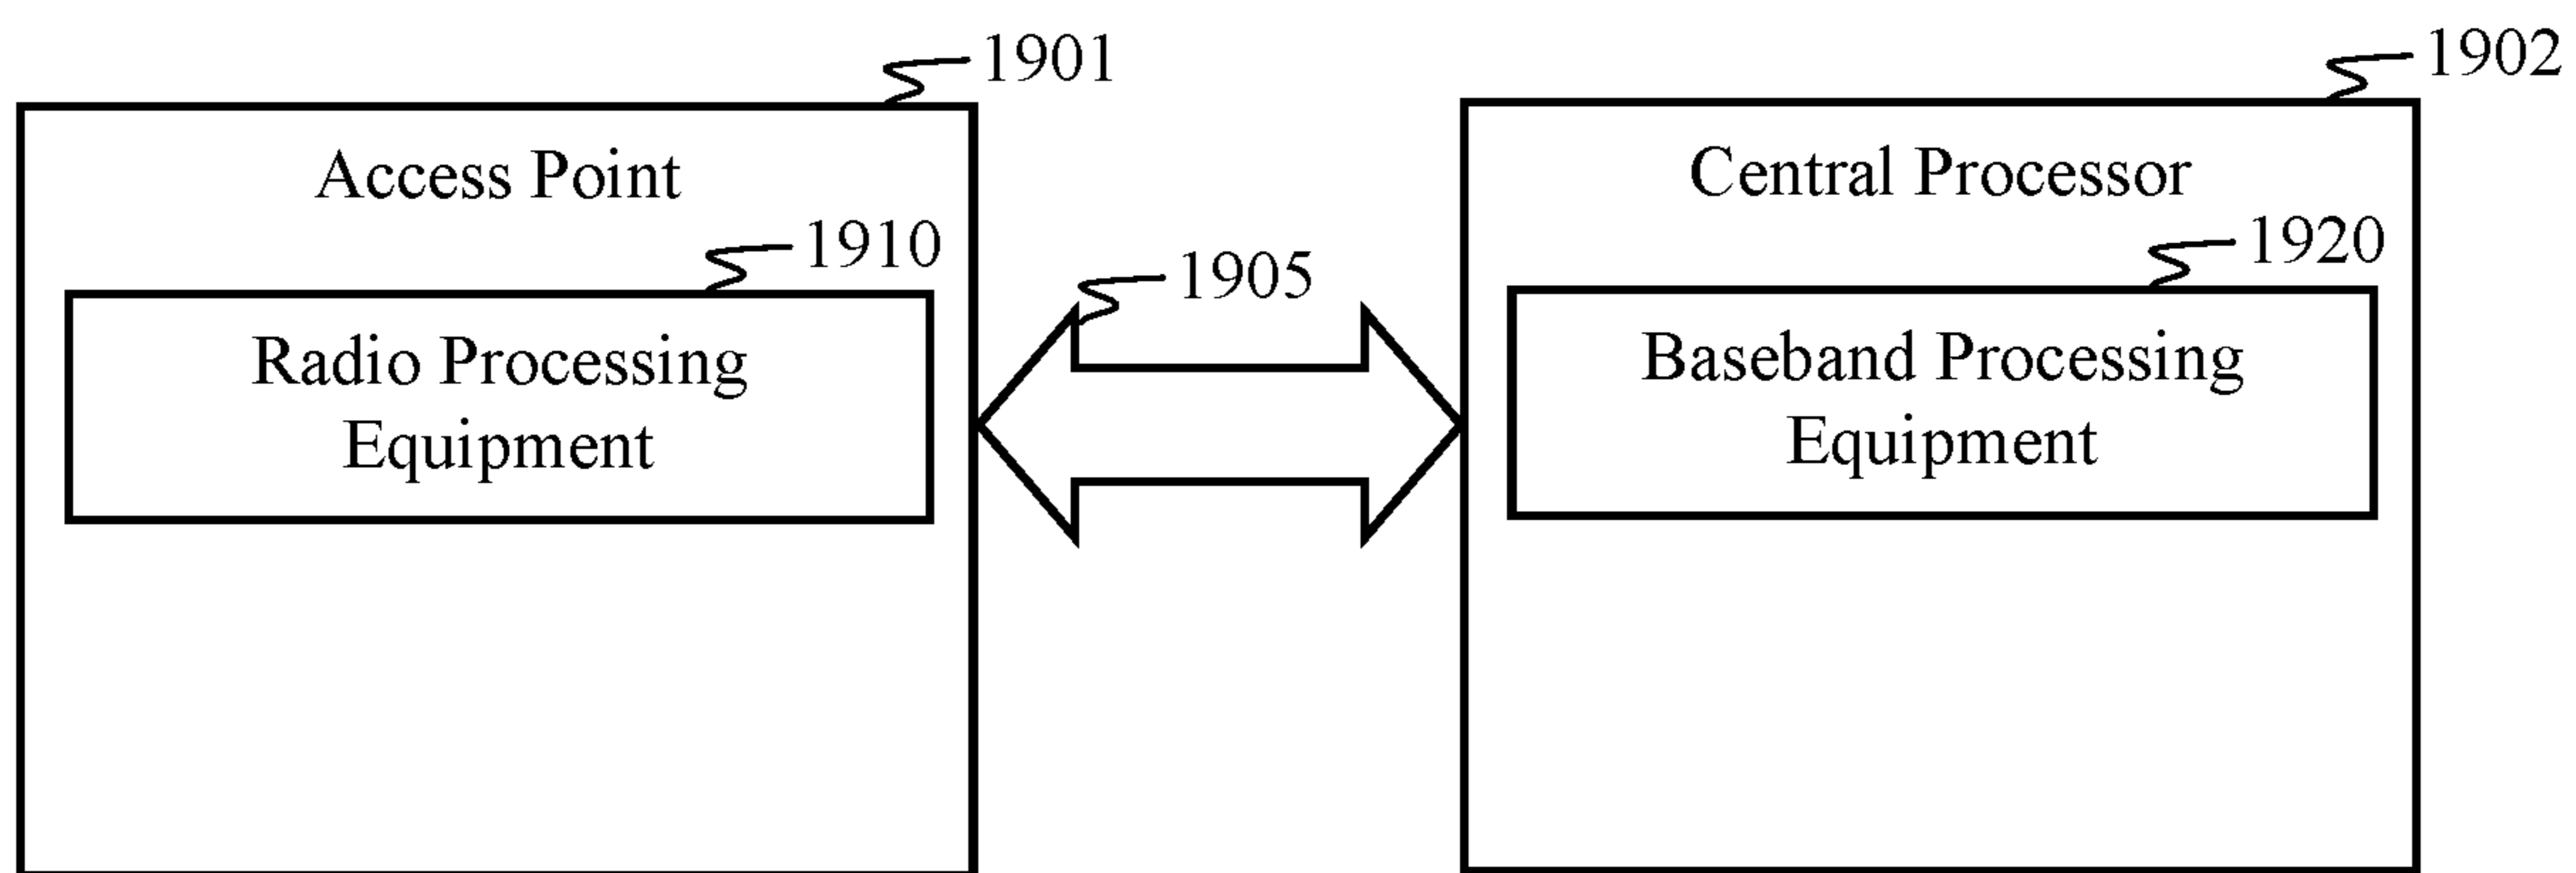 1901
1902
Access Point
Central Processor
1910
1920
1905
Radio Processing
Equipment
Baseband Processing
Equipment